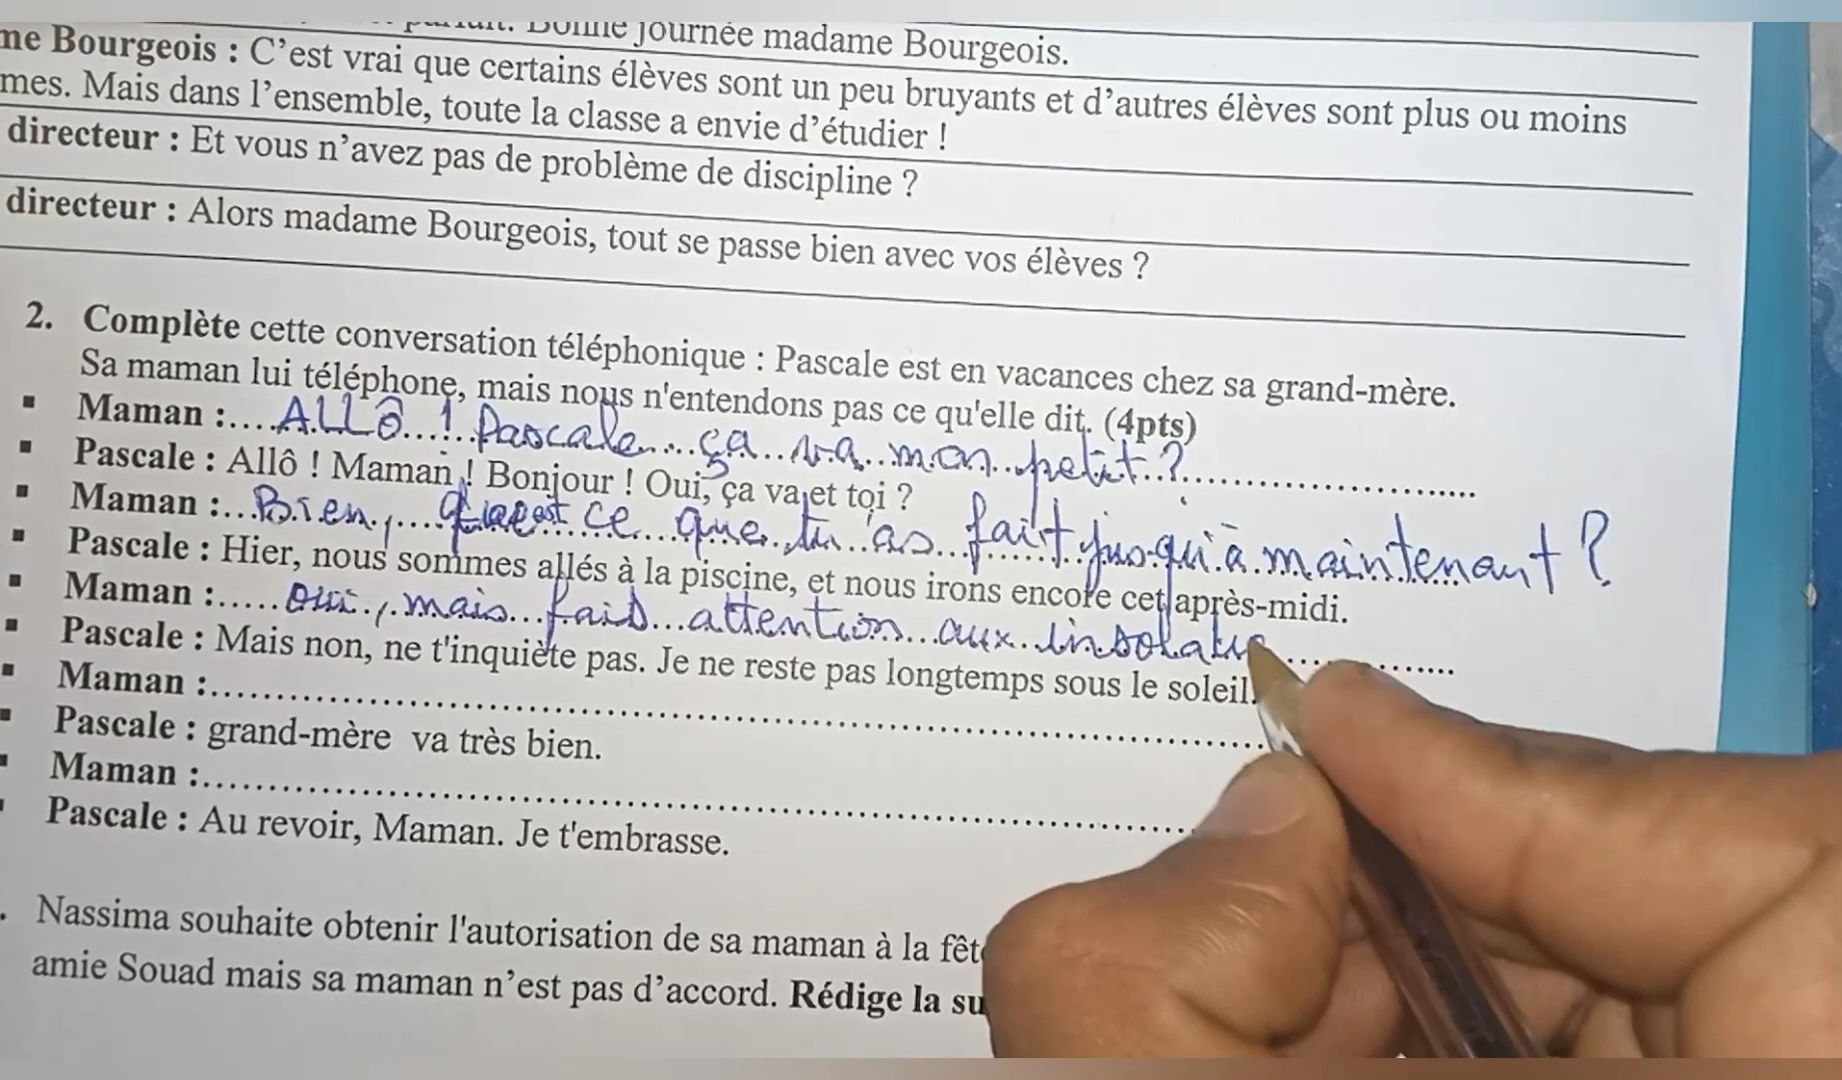 parfait. Bonne journée madame Bourgeois.
me Bourgeois : C’est vrai que certains élèves sont un peu bruyants et d’autres élèves sont plus ou moins
mes. Mais dans l’ensemble, toute la classe a envie d’étudier !
directeur : Et vous n’avez pas de problème de discipline ?
directeur : Alors madame Bourgeois, tout se passe bien avec vos élèves ?
2. Complète cette conversation téléphonique : Pascale est en vacances chez sa grand-mère.
Sa maman lui téléphone, mais nous n'entendons pas ce qu'elle dit. (4pts)
Maman :....ALLÔ ! Pascale ça va mon petit ?
Pascale : Allô ! Maman ! Bonjour ! Oui, ça va et toi ?
Maman :...Bien, ce que tu as fait jusqu'à maintenant ?
Pascale : Hier, nous sommes allés à la piscine, et nous irons encore cet après-midi.
Maman :.....oui, mais fais attention aux insolatio
Pascale : Mais non, ne t'inquiète pas. Je ne reste pas longtemps sous le soleil.
Maman :
Pascale : grand-mère va très bien.
Maman :
Pascale : Au revoir, Maman. Je t'embrasse.
. Nassima souhaite obtenir l'autorisation de sa maman à la fêt
amie Souad mais sa maman n’est pas d’accord. Rédige la su